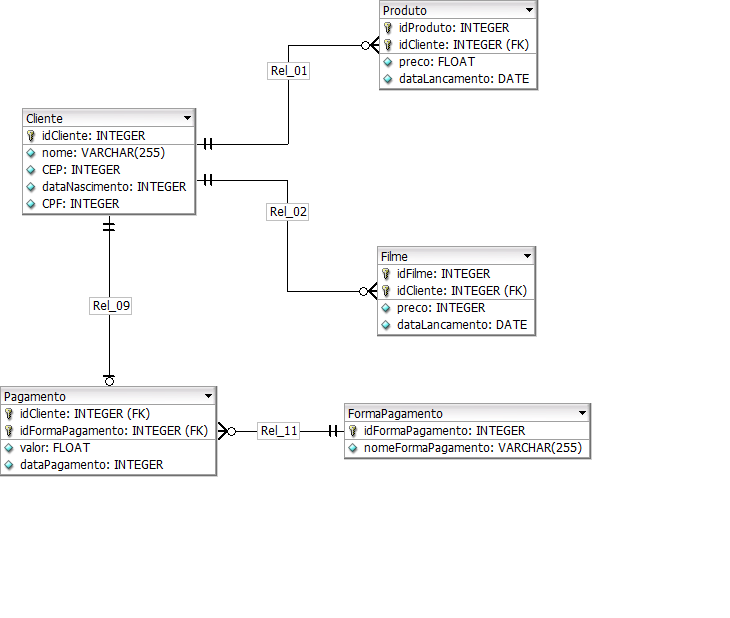 Produto
idProduto: INTEGER
idCliente: INTEGER (FK)
preco: FLOAT
dataLancamento: DATE
Rel_01
Cliente
idCliente: INTEGER
nome: VARCHAR(255)
CEP: INTEGER
dataNascimento: INTEGER
CPF: INTEGER
Rel_02
Filme
idFilme: INTEGER
idCliente: INTEGER (FK)
preco: INTEGER
dataLancamento: DATE
Rel_09
Pagamento
idCliente: INTEGER (FK)
idFormaPagamento: INTEGER (FK)
valor: FLOAT
dataPagamento: INTEGER
Rel_11
FormaPagamento
idFormaPagamento: INTEGER
nomeFormaPagamento: VARCHAR(255)